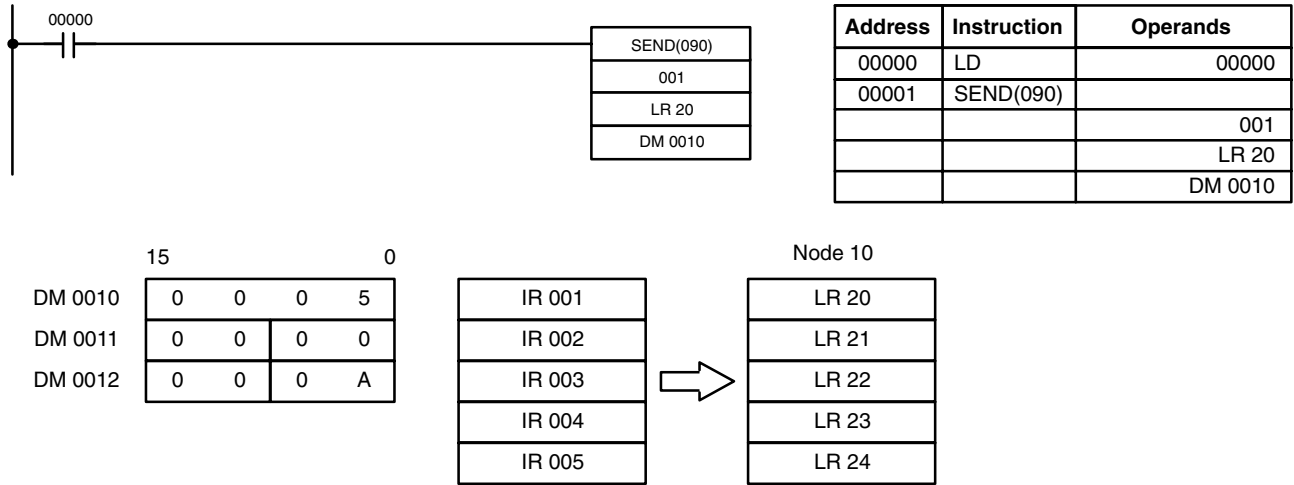 00000
SEND(090)
001
LR 20
DM 0010
Address Instruction Operands
00000 LD 00000
00001 SEND(090)
001
LR 20
DM 0010
15 0
DM 0010 0 0 0 5
DM 0011 0 0 0 0
DM 0012 0 0 0 A
IR 001
IR 002
IR 003
IR 004
IR 005
Node 10
LR 20
LR 21
LR 22
LR 23
LR 24